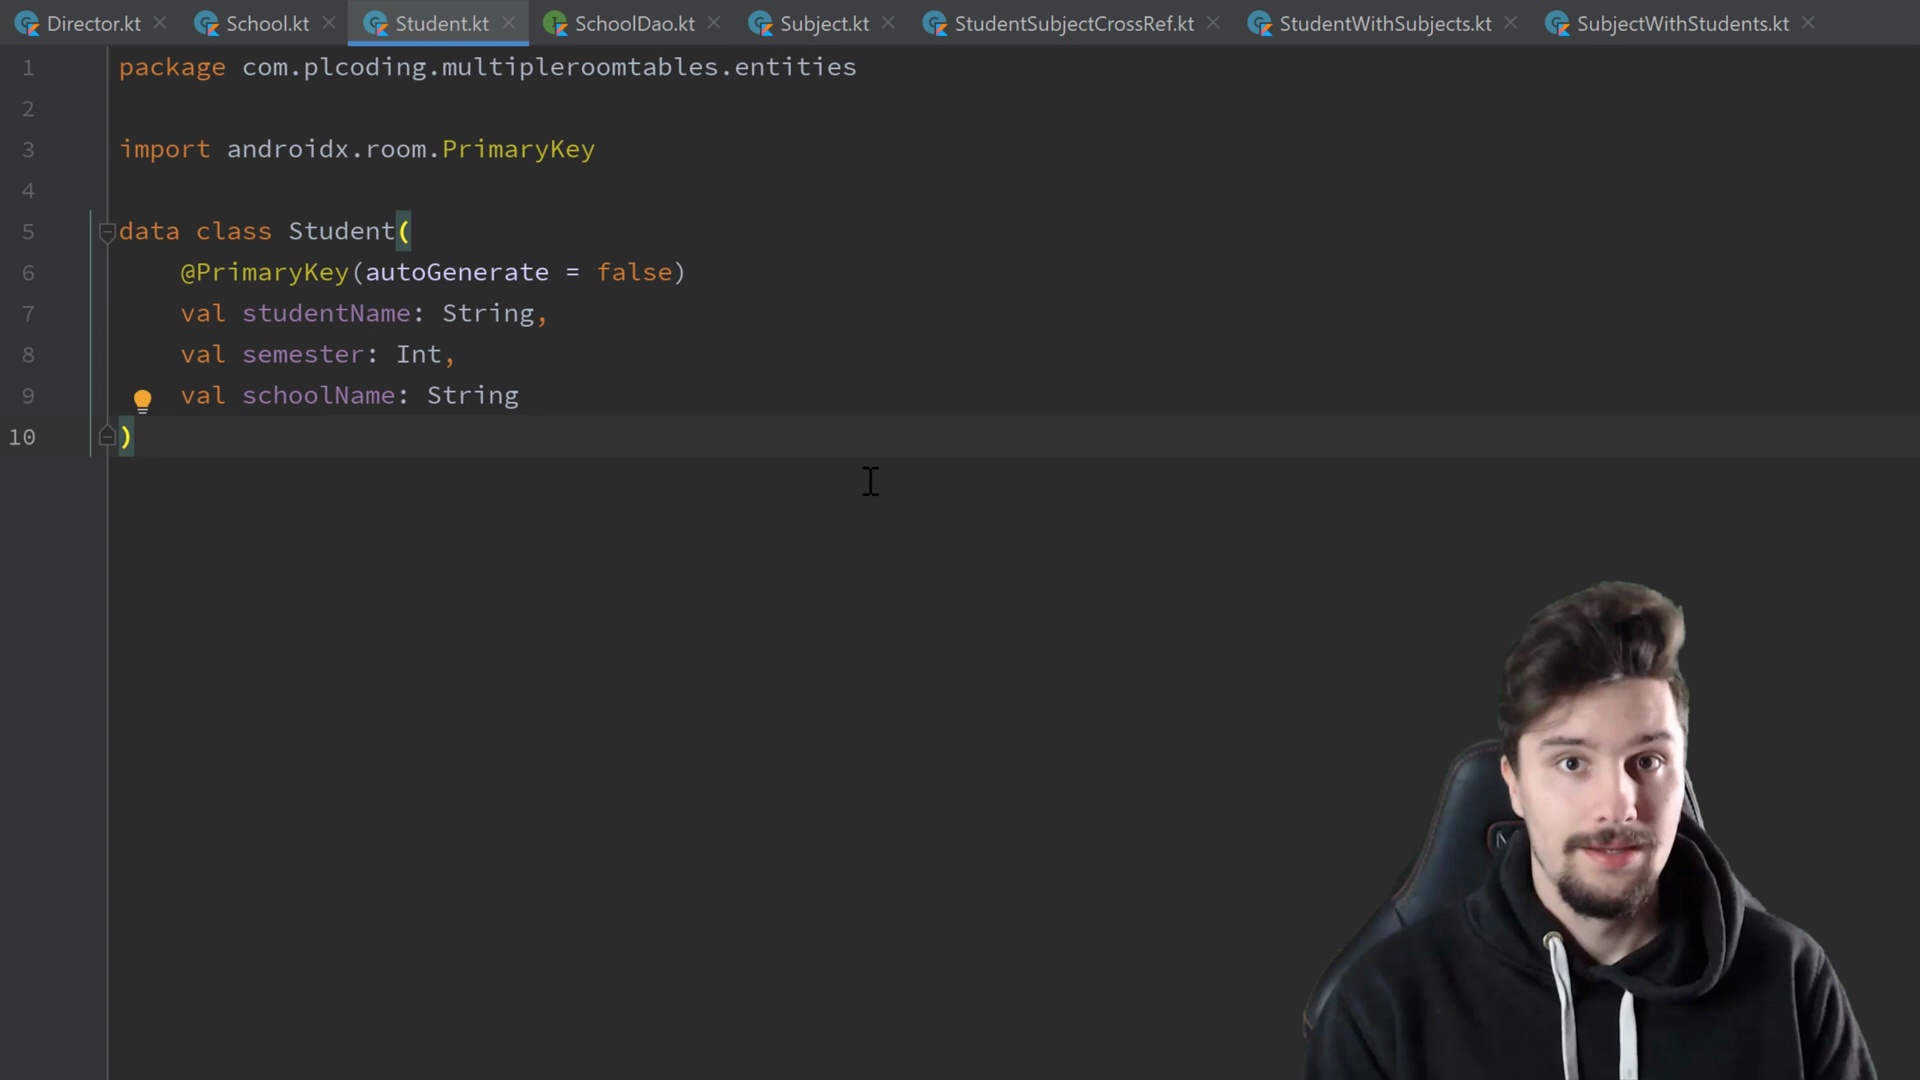 Director.kt School.kt Student.kt SchoolDao.kt Subject.kt StudentSubjectCrossRef.kt StudentWithSubjects.kt SubjectWithStudents.kt
1 package com.plcoding.multipleroomtables.entities
2
3 import androidx.room.PrimaryKey
4
5 data class Student(
6 @PrimaryKey(autoGenerate = false)
7 val studentName: String,
8 val semester: Int,
9 val schoolName: String
10 )